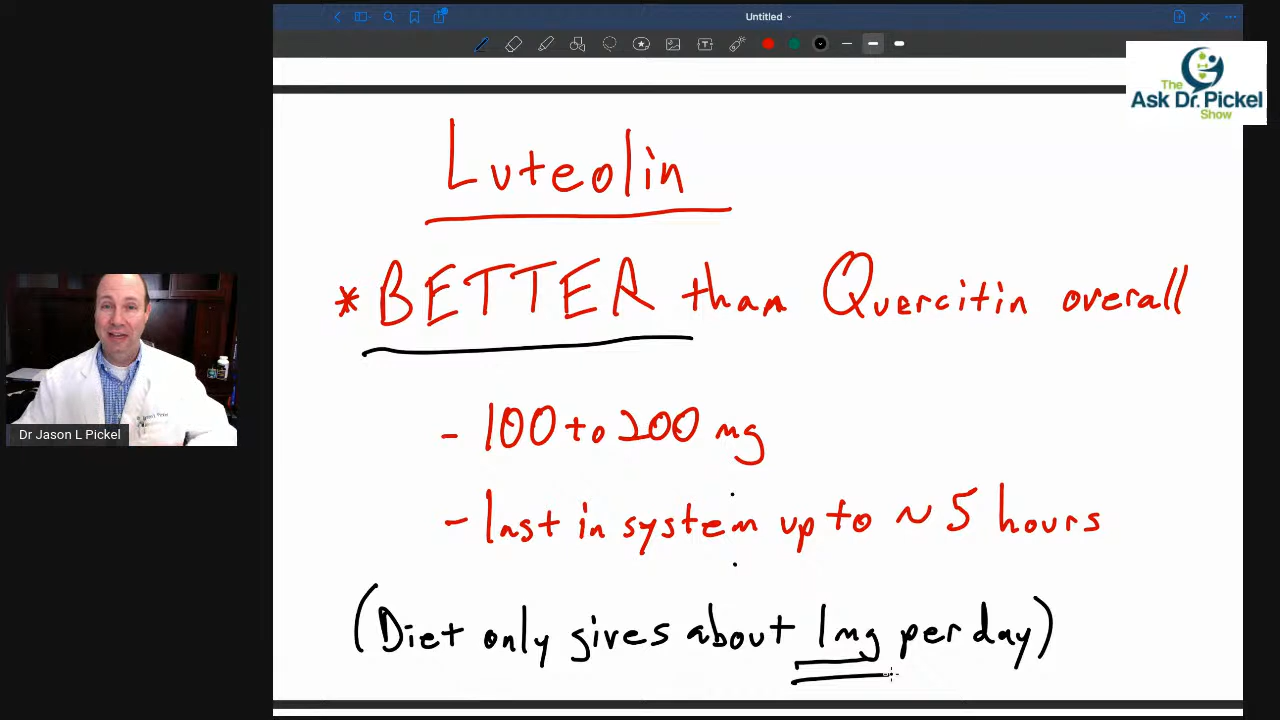 Untitled
The
Ask Dr. Pickel
Show
Luteolin
*BETTER than Quercitin overall
- 100 to 200 mg
- last in system up to ~ 5 hours
(Diet only gives about 1mg per day)
Dr Jason L Pickel